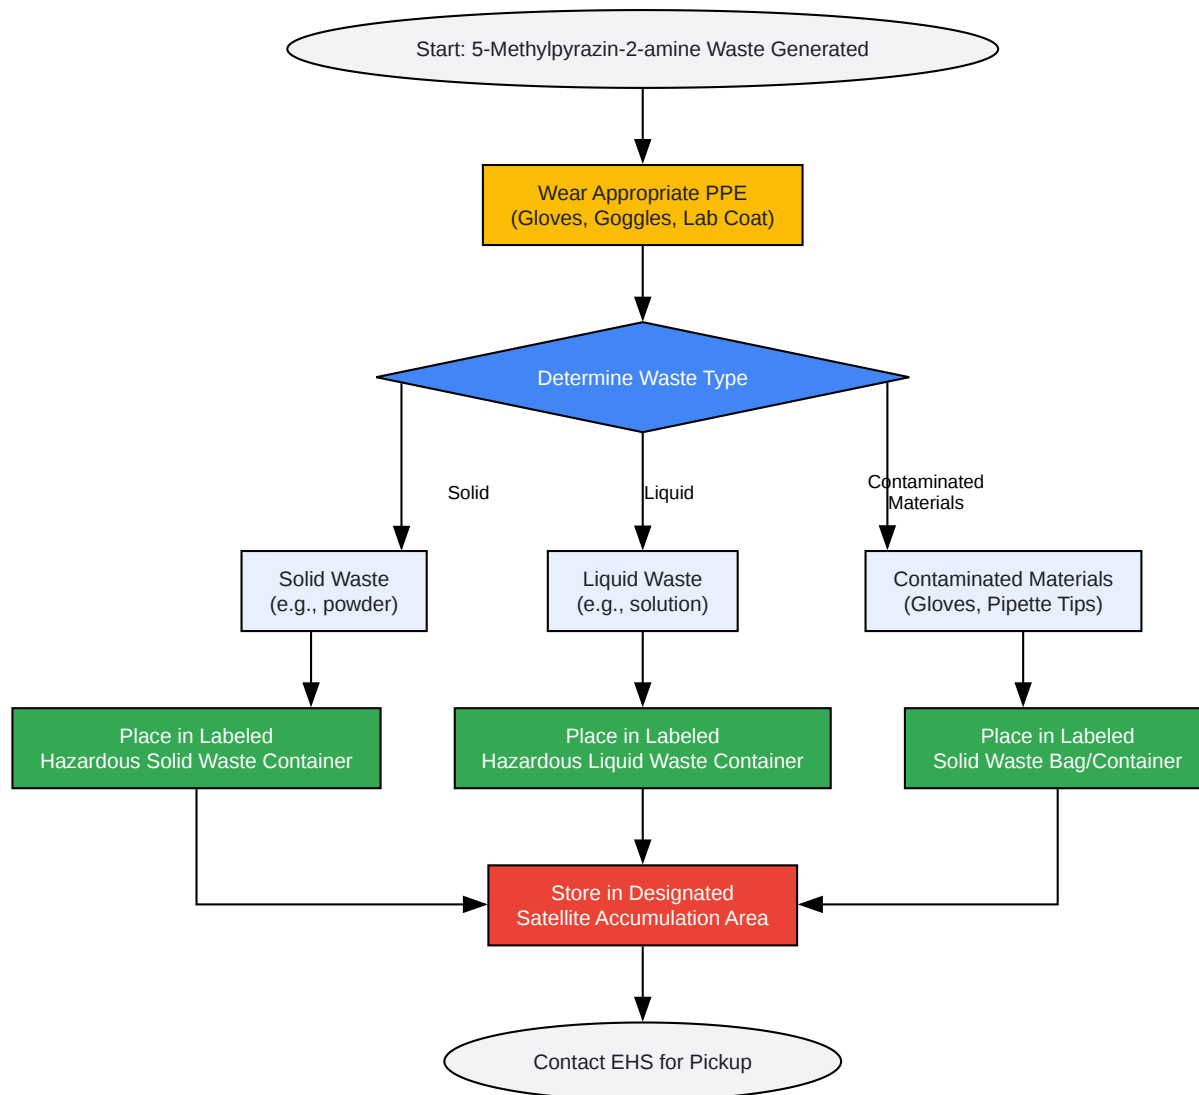 Start: 5-Methylpyrazin-2-amine Waste Generated
Wear Appropriate PPE
(Gloves, Goggles, Lab Coat)
Determine Waste Type
Solid
Liquid
Contaminated
Materials
Solid Waste
(e.g., powder)
Liquid Waste
(e.g., solution)
Contaminated Materials
(Gloves, Pipette Tips)
Place in Labeled
Hazardous Solid Waste Container
Place in Labeled
Hazardous Liquid Waste Container
Place in Labeled
Solid Waste Bag/Container
Store in Designated
Satellite Accumulation Area
Contact EHS for Pickup